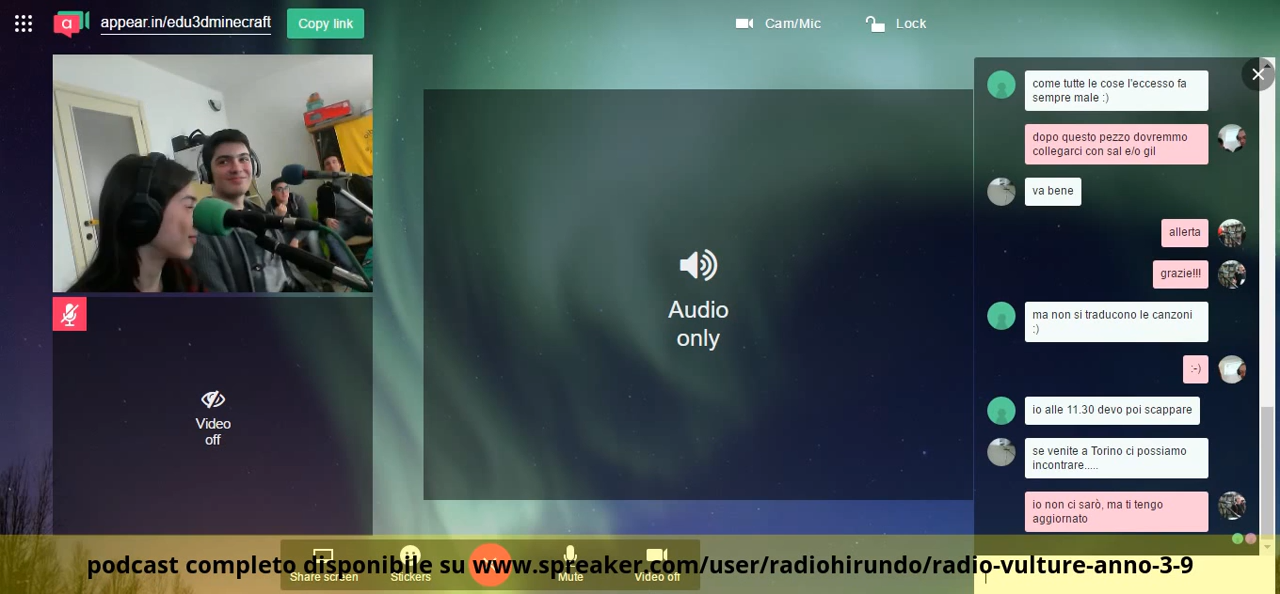 appear.in/edu3dminecraft
Copy link
Cam/Mic
Lock
a
Video
off
Audio
only
come tutte le cose l'eccesso fa
sempre male :)
dopo questo pezzo dovremmo
collegarci con sal e/o gil
va bene
allerta
grazie!!!
ma non si traducono le canzoni
:)
:-)
io alle 11.30 devo poi scappare
se venite a Torino ci possiamo
incontrare.....
io non ci sarò, ma ti tengo
aggiornato
podcast completo disponibile su www.spreaker.com/user/radiohirundo/radio-vulture-anno-3-9
Share screen
Stickers
Mute
Video off